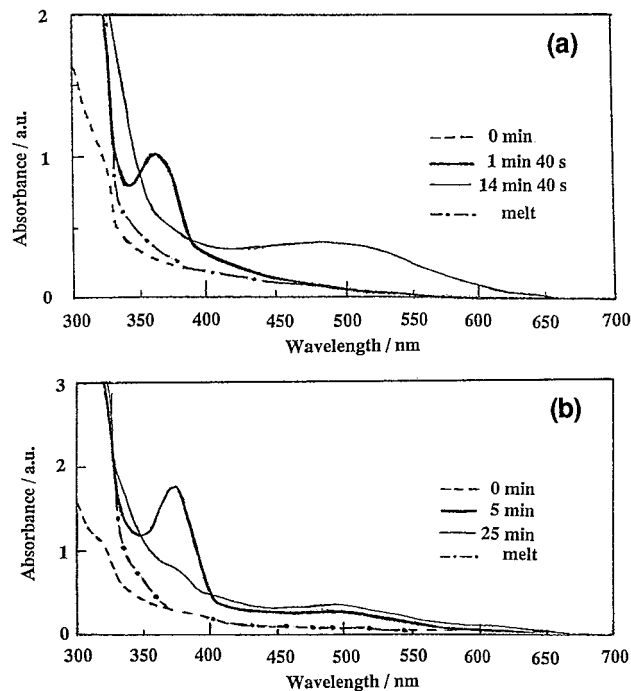 (a)
Absorbance / a.u.
2
1
0
0 min
1 min 40 s
14 min 40 s
melt
300 350 400 450 500 550 600 650 700
Wavelength / nm
(b)
Absorbance / a.u.
3
2
1
0
0 min
5 min
25 min
melt
300 350 400 450 500 550 600 650 700
Wavelength / nm